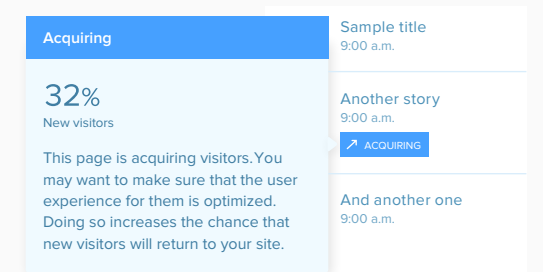 Acquiring
32%
New visitors
This page is acquiring visitors. You
may want to make sure that the user
experience for them is optimized.
Doing so increases the chance that
new visitors will return to your site.
Sample title
9:00 a.m.
Another story
9:00 a.m.
ACQUIRING
And another one
9:00 a.m.